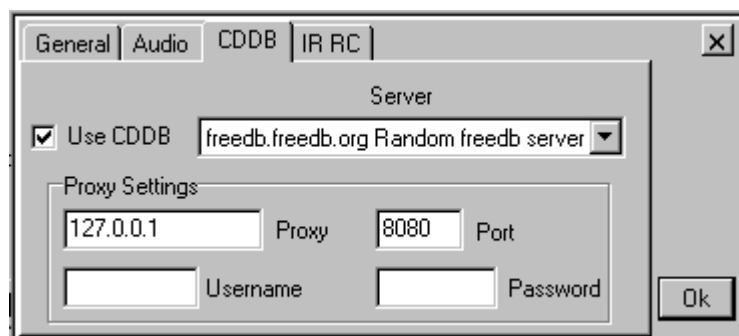 General Audio CDDB IR RC
Server
Use CDDB freedb.freedb.org Random freedb server
Proxy Settings
127.0.0.1 Proxy 8080 Port
Username Password
Ok